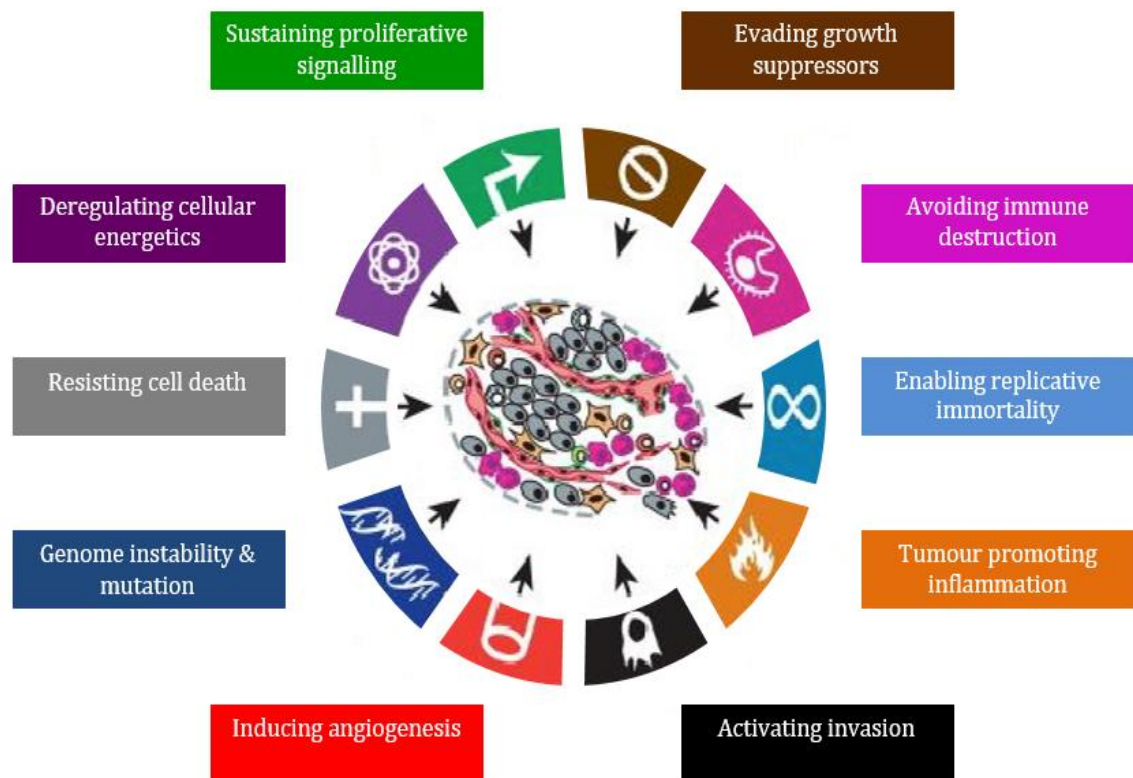 Sustaining proliferative
signalling
Evading growth
suppressors
Deregulating cellular
energetics
Avoiding immune
destruction
Resisting cell death
Enabling replicative
immortality
Genome instability &
mutation
Tumour promoting
inflammation
Inducing angiogenesis
Activating invasion